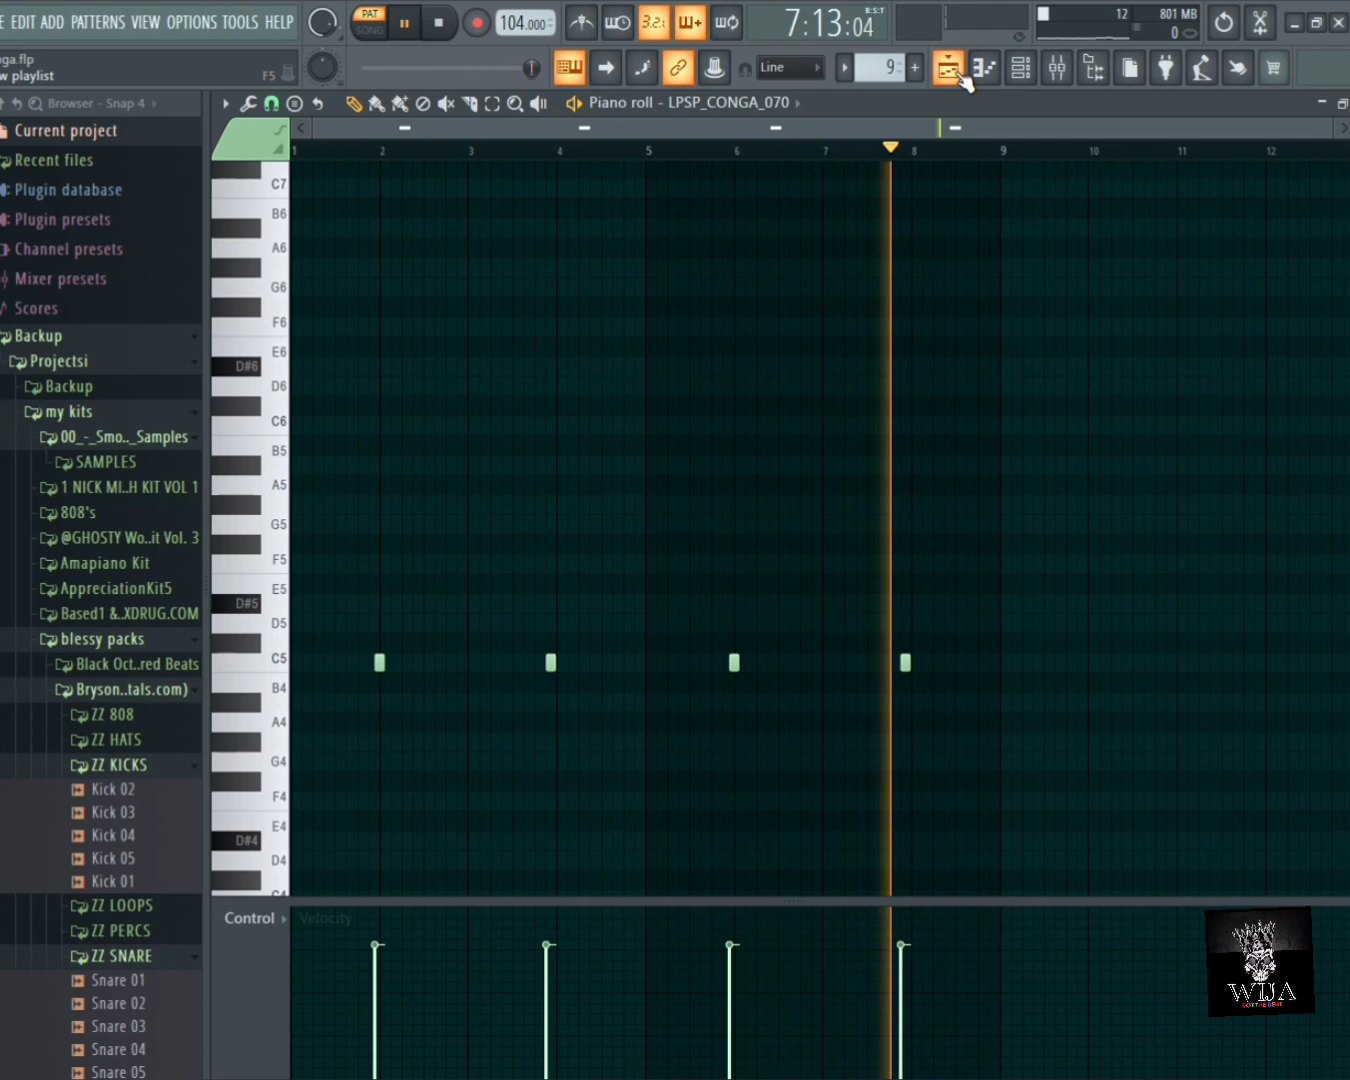 E EDIT ADD PATTERNS VIEW OPTIONS TOOLS HELP
PAT
SONG
104.000
3.2.
7:13:04
B:S:T
12
801 MB
0
nga.flp
w playlist
F5
Line
9
Browser - Snap 4
Piano roll - LPSP_CONGA_070
Current project
Recent files
Plugin database
Plugin presets
Channel presets
Mixer presets
Scores
Backup
Projectsi
Backup
my kits
00_-_Smo.._Samples
SAMPLES
1 NICK MI..H KIT VOL 1
808's
@GHOSTY Wo..it Vol. 3
Amapiano Kit
AppreciationKit5
Based1 &..XDRUG.COM
blessy packs
Black Oct..red Beats
Bryson..tals.com)
ZZ 808
ZZ HATS
ZZ KICKS
Kick 02
Kick 03
Kick 04
Kick 05
Kick 01
ZZ LOOPS
ZZ PERCS
ZZ SNARE
Snare 01
Snare 02
Snare 03
Snare 04
Snare 05
1 2 3 4 5 6 7 8 9 10 11 12
C7
B6
A6
G6
F6
E6
D#6
D6
C6
B5
A5
G5
F5
E5
D#5
D5
C5
B4
A4
G4
F4
E4
D#4
D4
C4
Control
Velocity
WIJA